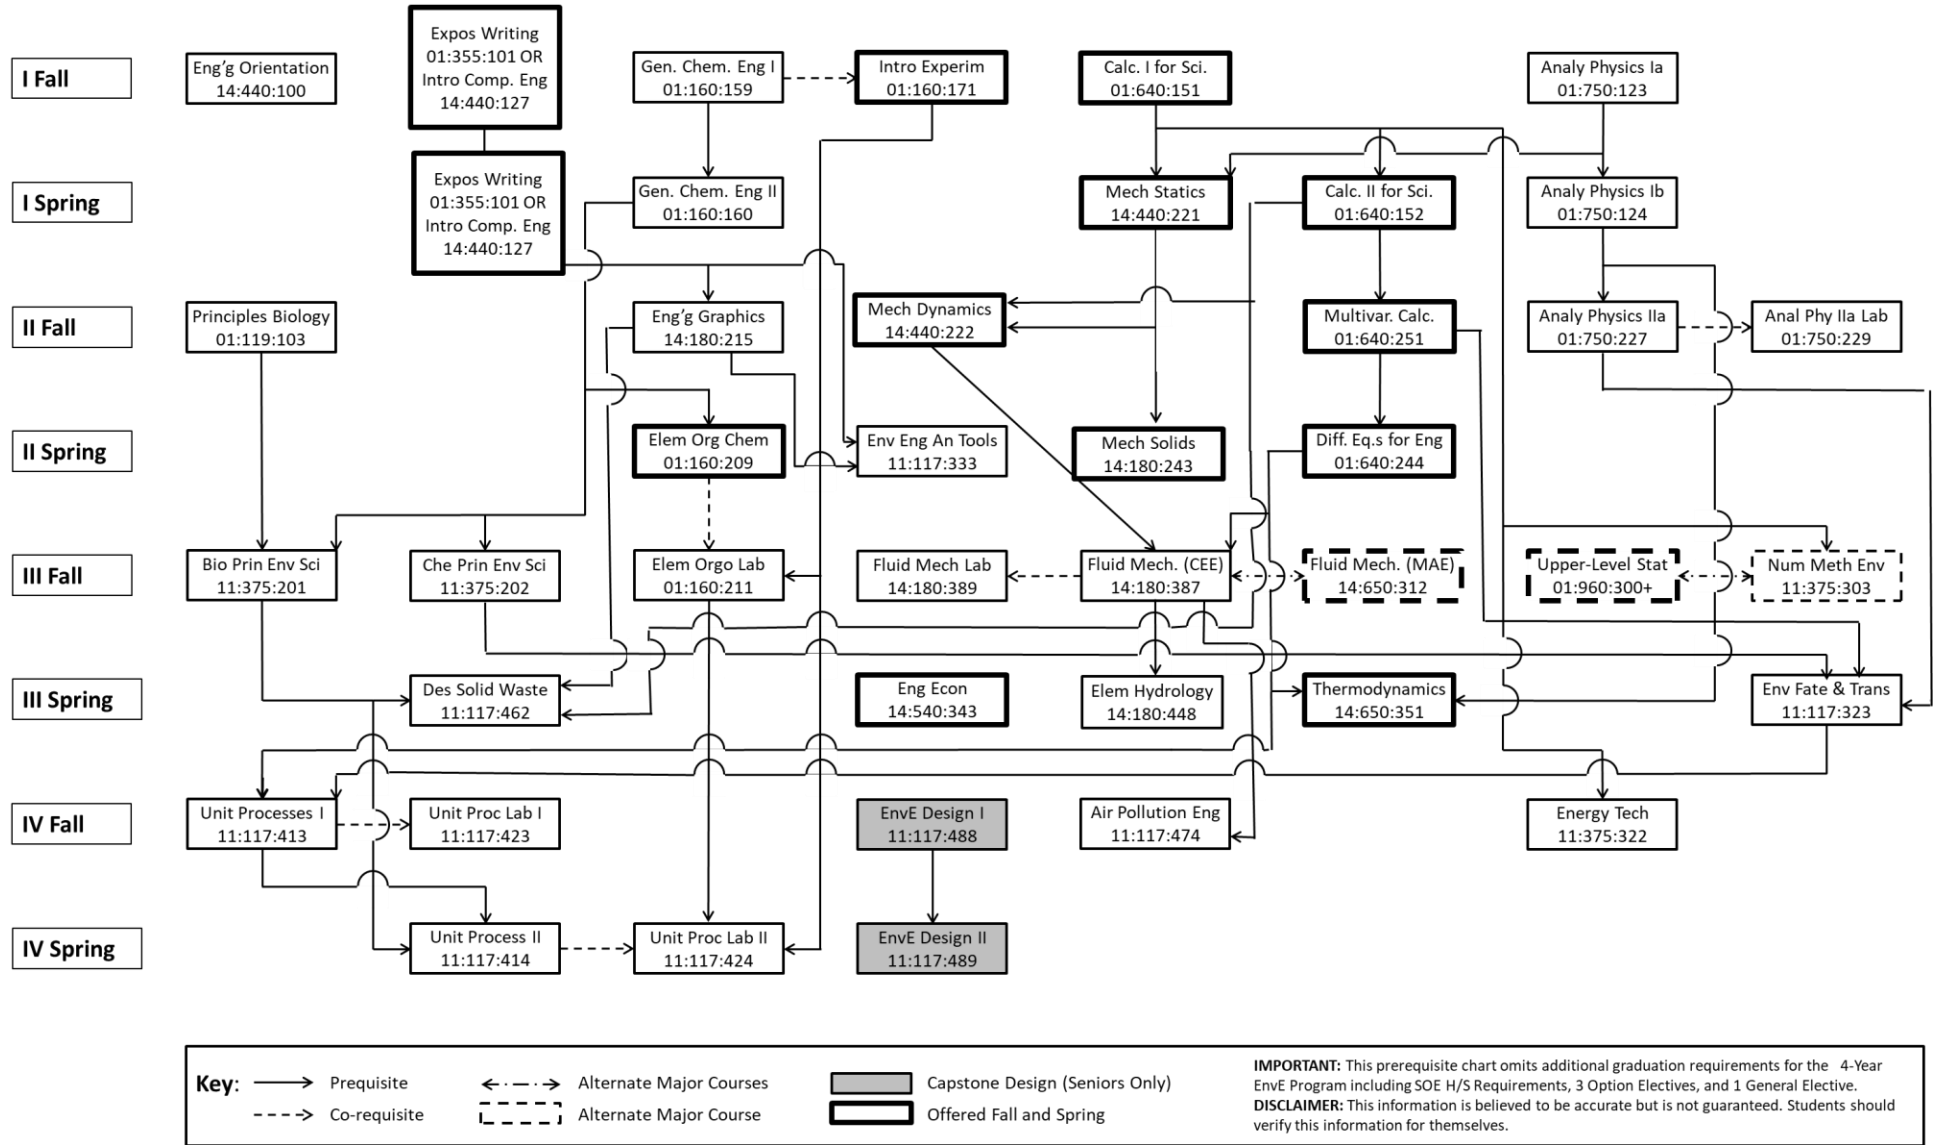 I Fall
Eng'g Orientation
14:440:100
Expos Writing
01:355:101 OR
Intro Comp. Eng
14:440:127
Gen. Chem. Eng I
01:160:159
Intro Experim
01:160:171
Calc. I for Sci.
01:640:151
Analy Physics Ia
01:750:123
I Spring
Expos Writing
01:355:101 OR
Intro Comp. Eng
14:440:127
Gen. Chem. Eng II
01:160:160
Mech Statics
14:440:221
Calc. II for Sci.
01:640:152
Analy Physics Ib
01:750:124
II Fall
Principles Biology
01:119:103
Eng'g Graphics
14:180:215
Mech Dynamics
14:440:222
Multivar. Calc.
01:640:251
Analy Physics IIa
01:750:227
Anal Phy IIa Lab
01:750:229
II Spring
Elem Org Chem
01:160:209
Env Eng An Tools
11:117:333
Mech Solids
14:180:243
Diff. Eq.s for Eng
01:640:244
III Fall
Bio Prin Env Sci
11:375:201
Che Prin Env Sci
11:375:202
Elem Orgo Lab
01:160:211
Fluid Mech Lab
14:180:389
Fluid Mech. (CEE)
14:180:387
Fluid Mech. (MAE)
14:650:312
Upper-Level Stat
01:960:300+
Num Meth Env
11:375:303
III Spring
Des Solid Waste
11:117:462
Eng Econ
14:540:343
Elem Hydrology
14:180:448
Thermodynamics
14:650:351
Env Fate & Trans
11:117:323
IV Fall
Unit Processes I
11:117:413
Unit Proc Lab I
11:117:423
EnvE Design I
11:117:488
Air Pollution Eng
11:117:474
Energy Tech
11:375:322
IV Spring
Unit Process II
11:117:414
Unit Proc Lab II
11:117:424
EnvE Design II
11:117:489
Key:
Prequisite
Co-requisite
Alternate Major Courses
Alternate Major Course
Capstone Design (Seniors Only)
Offered Fall and Spring
IMPORTANT: This prerequisite chart omits additional graduation requirements for the 4-Year
EnvE Program including SOE H/S Requirements, 3 Option Electives, and 1 General Elective.
DISCLAIMER: This information is believed to be accurate but is not guaranteed. Students should
verify this information for themselves.